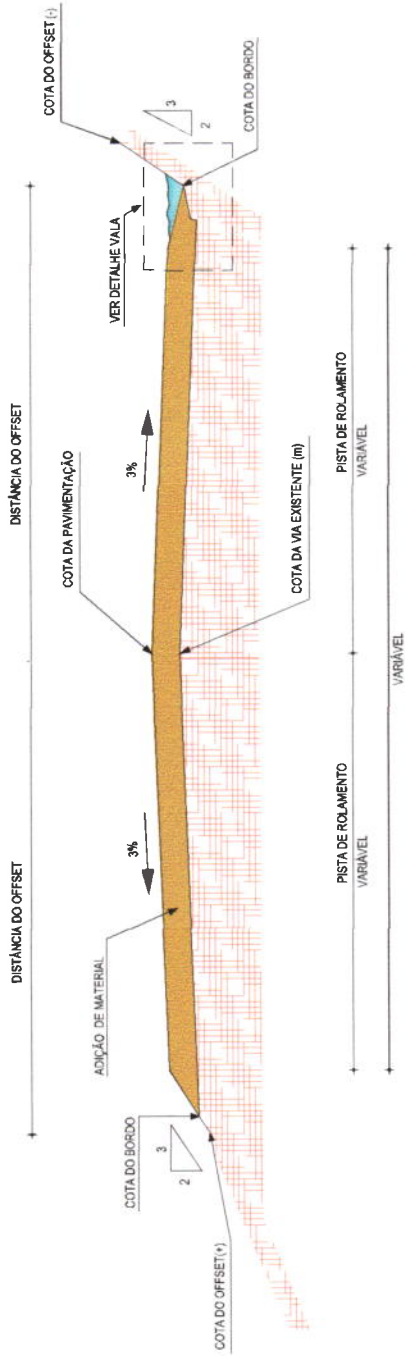 DISTÂNCIA DO OFFSET
DISTÂNCIA DO OFFSET
COTA DO OFFSET (-)
3
2
COTA DO BORDO
VER DETALHE VALA
3%
COTA DA PAVIMENTAÇÃO
3%
ADIÇÃO DE MATERIAL
COTA DO BORDO
3
2
COTA DO OFFSET(+)
COTA DA VIA EXISTENTE (m)
PISTA DE ROLAMENTO
VARIÁVEL
PISTA DE ROLAMENTO
VARIÁVEL
VARIÁVEL